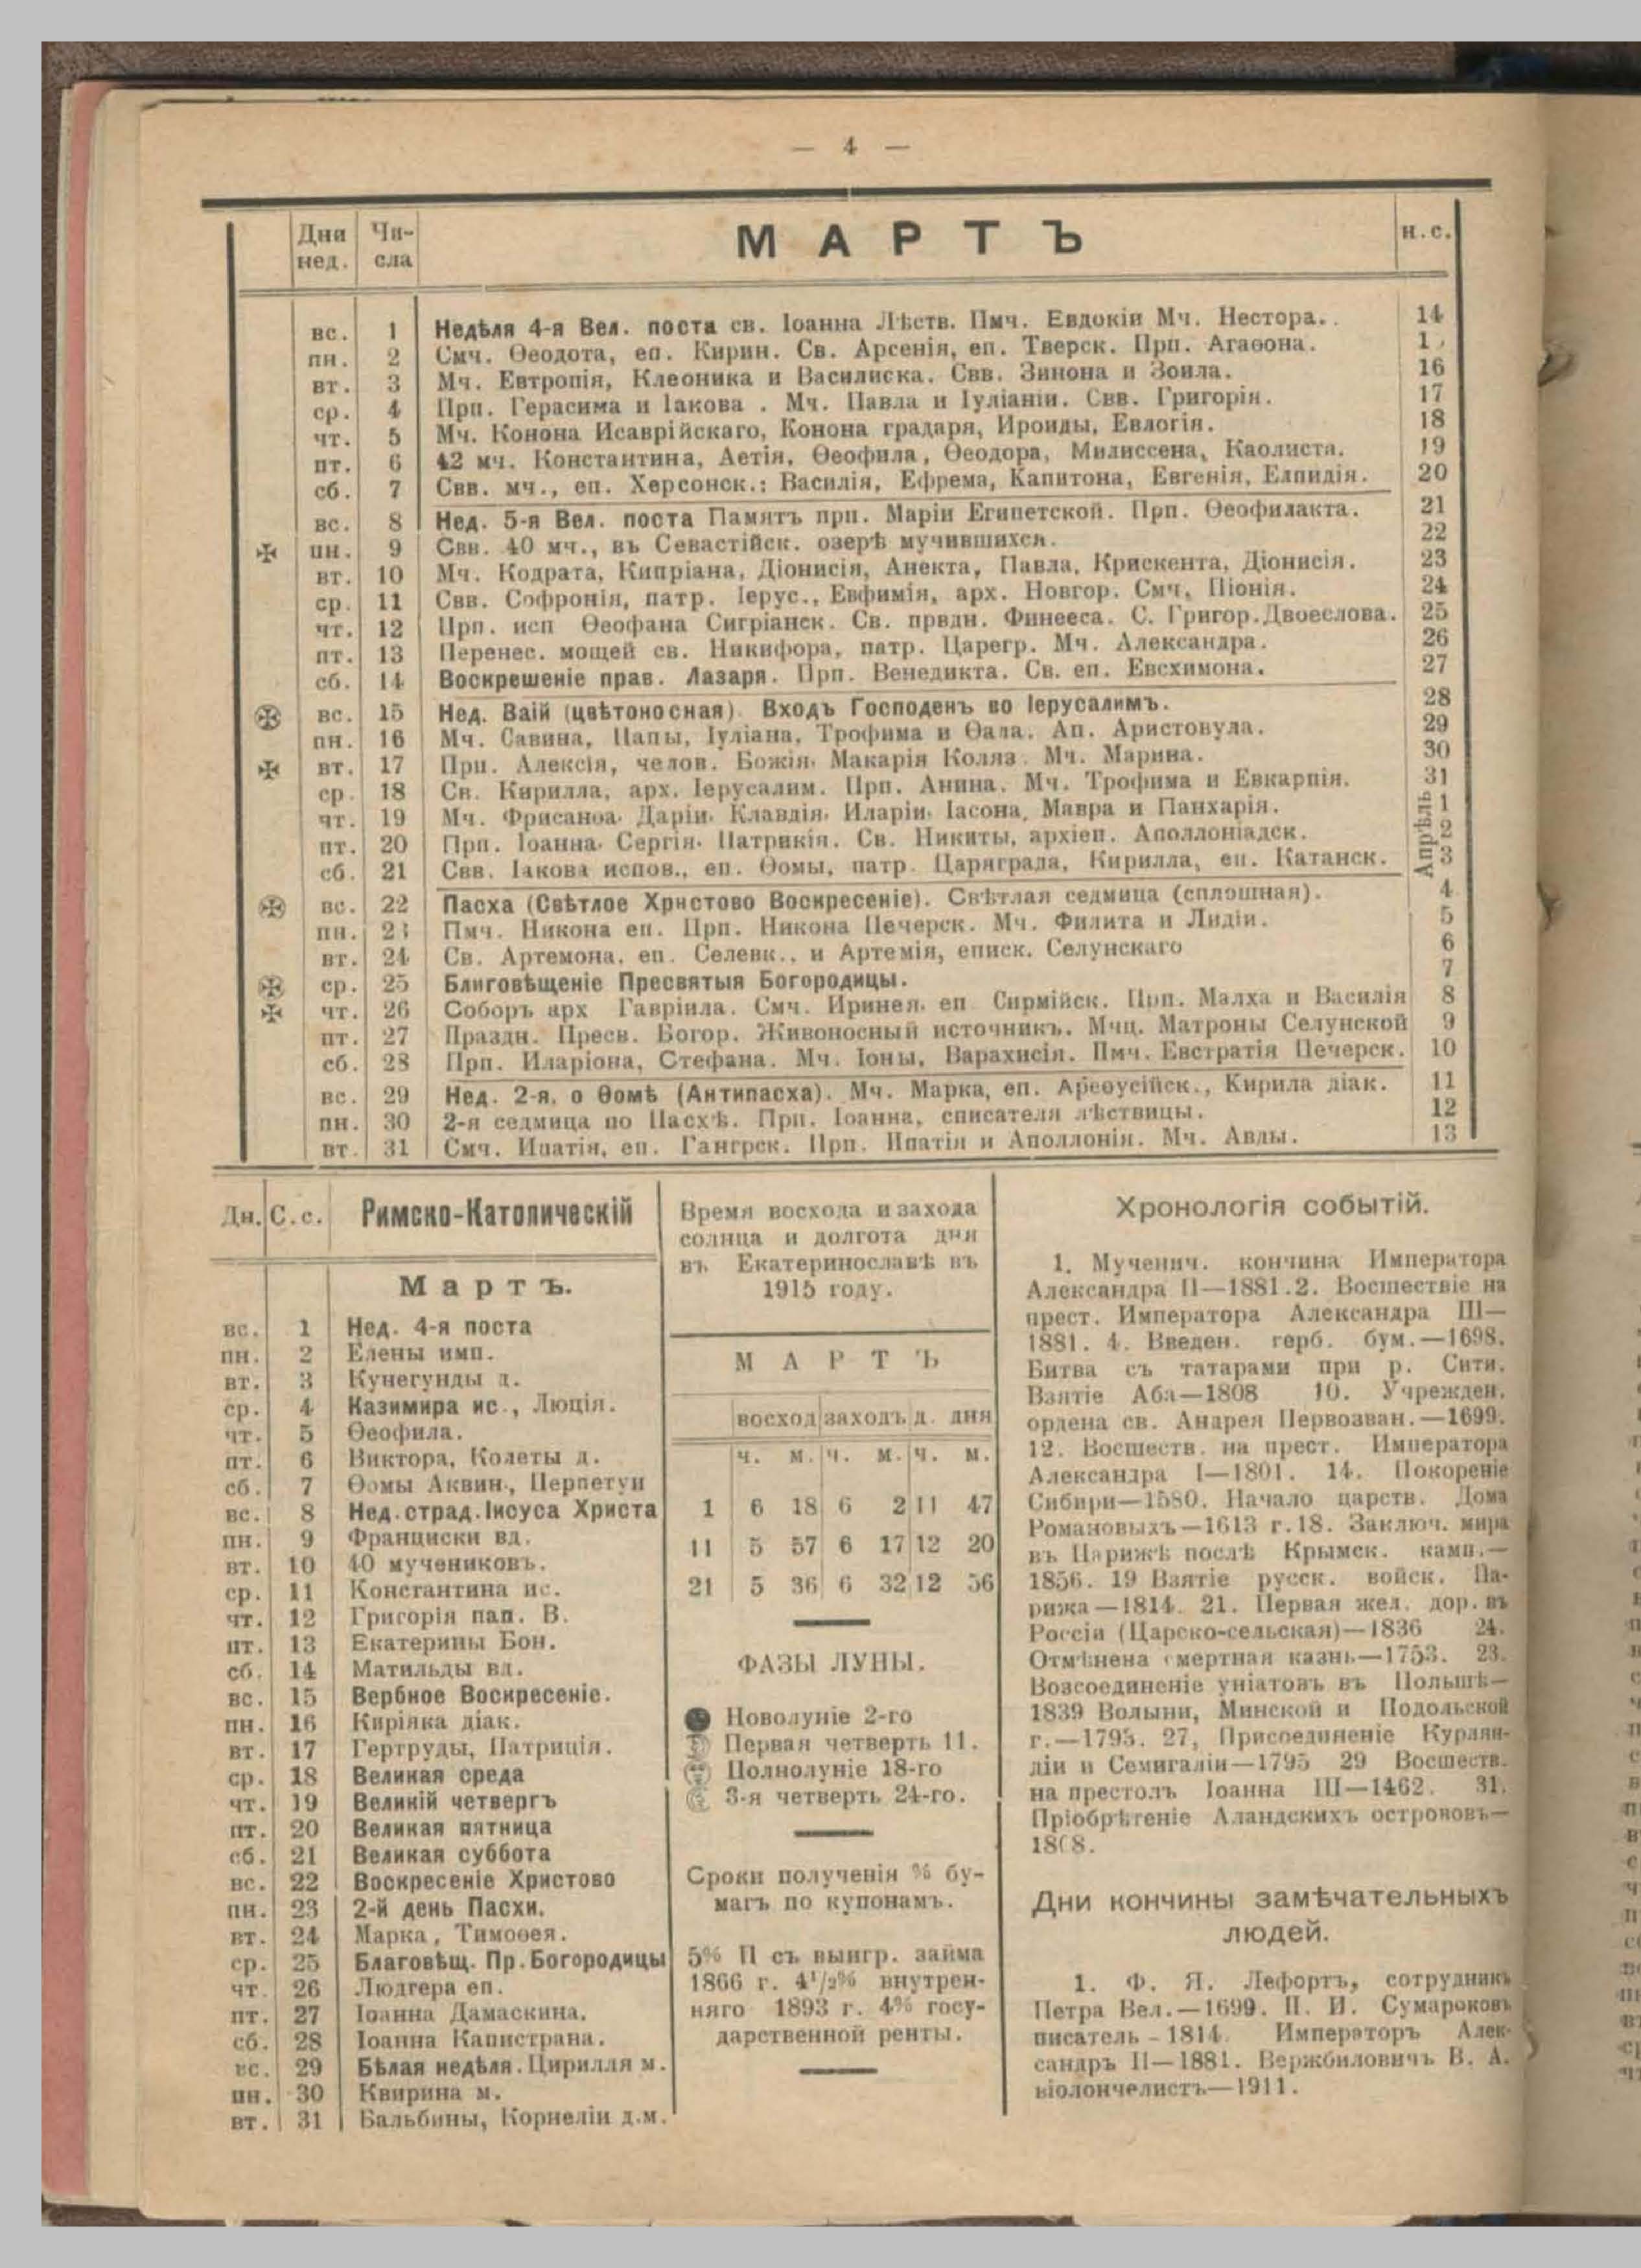 — 4 —
Дни нед. Чи-сла МАРТЪ н.с.
вс. 1 Недѣля 4-я Вел. поста св. Іоанна Лѣств. Пмч. Евдокіи Мч. Нестора. 14
пн. 2 Смч. Ѳеодота, еп. Кирин. Св. Арсенія, еп. Тверск. Прп. Агаѳона. 1
вт. 3 Мч. Евтропія, Клеоника и Василиска. Свв. Зинона и Зоила. 16
ср. 4 Прп. Герасима и Іакова . Мч. Павла и Іуліаніи. Свв. Григорія. 17
чт. 5 Мч. Конона Исаврійскаго, Конона градаря, Ироиды, Евлогія. 18
пт. 6 42 мч. Константина, Аетія, Ѳеофила, Ѳеодора, Милиссена, Каолиста. 19
сб. 7 Свв. мч., еп. Херсонск.: Василія, Ефрема, Капитона, Евгенія, Елпидія. 20
вс. 8 Нед. 5-я Вел. поста Памятъ прп. Маріи Египетской. Прп. Ѳеофилакта. 21
✠ пн. 9 Свв. 40 мч., въ Севастійск. озерѣ мучившихся. 22
вт. 10 Мч. Кодрата, Кипріана, Діонисія, Анекта, Павла, Крискента, Діонисія. 23
ср. 11 Свв. Софронія, патр. Іерус., Евфимія, арх. Новгор. Смч. Піонія. 24
чт. 12 Прп. исп Ѳеофана Сигріанск. Св. првдн. Финееса. С. Григор.Двоеслова. 25
пт. 13 Перенес. мощей св. Никифора, патр. Царегр. Мч. Александра. 26
сб. 14 Воскрешеніе прав. Лазаря. Прп. Венедикта. Св. еп. Евсхимона. 27
✠ вс. 15 Нед. Ваій (цвѣтоносная). Входъ Господенъ во Іерусалимъ. 28
пн. 16 Мч. Савина, Папы, Іуліана, Трофима и Ѳала. Ап. Аристовула. 29
✠ вт. 17 Прп. Алексія, челов. Божія. Макарія Коляз. Мч. Марина. 30
ср. 18 Св. Кирилла, арх. Іерусалим. Прп. Анина. Мч. Трофима и Евкарпія. 31
чт. 19 Мч. Фрисанѳа. Даріи. Клавдія. Иларіи. Іасона, Мавра и Панхарія. Апрѣль 1
пт. 20 Прп. Іоанна. Сергія. Патрикія. Св. Никиты, архіеп. Аполлоніадск. 2
сб. 21 Свв. Іакова испов., еп. Ѳомы, патр. Царяграда, Кирилла, еп. Катанск. 3
✠ вс. 22 Пасха (Свѣтлое Христово Воскресеніе). Свѣтлая седмица (сплошная). 4
пн. 23 Пмч. Никона еп. Прп. Никона Печерск. Мч. Филита и Лидіи. 5
вт. 24 Св. Артемона, еп. Селевк., и Артемія, еписк. Селунскаго 6
✠ ср. 25 Блиговѣщеніе Пресвятыя Богородицы. 7
✠ чт. 26 Соборъ арх Гавріила. Смч. Иринея. еп Сирмійск. Прп. Малха и Василія 8
пт. 27 Праздн. Пресв. Богор. Живоносный источникъ. Мчц. Матроны Селунской 9
сб. 28 Прп. Иларіона, Стефана. Мч. Іоны, Варахисія. Пмч. Евстратія Печерск. 10
вс. 29 Нед. 2-я, о Ѳомѣ (Антипасха). Мч. Марка, еп. Ареѳусійск., Кирила діак. 11
пн. 30 2-я седмица по Пасхѣ. Прп. Іоанна, списателя лѣствицы. 12
вт. 31 Смч. Ипатія, еп. Гангрск. Прп. Ипатія и Аполлонія. Мч. Авды. 13
Дн. С.с. Римско-Католическій
Мартъ.
вс. 1 Нед. 4-я поста
пн. 2 Елены имп.
вт. 3 Кунегунды д.
ср. 4 Казимира ис., Люція.
чт. 5 Ѳеофила.
пт. 6 Виктора, Колеты д.
сб. 7 Ѳомы Аквин., Перпетуи
вс. 8 Нед. страд. Іисуса Христа
пн. 9 Франциски вд.
вт. 10 40 мучениковъ.
ср. 11 Константина ис.
чт. 12 Григорія пап. В.
пт. 13 Екатерины Бон.
сб. 14 Матильды вд.
вс. 15 Вербное Воскресеніе.
пн. 16 Киріяка діак.
вт. 17 Гертруды, Патриція.
ср. 18 Великая среда
чт. 19 Великій четвергъ
пт. 20 Великая пятница
сб. 21 Великая суббота
вс. 22 Воскресеніе Христово
пн. 23 2-й день Пасхи.
вт. 24 Марка, Тимоѳея.
ср. 25 Благовѣщ. Пр. Богородицы
чт. 26 Людгера еп.
пт. 27 Іоанна Дамаскина.
сб. 28 Іоанна Капистрана.
вс. 29 Бѣлая недѣля. Цирилля м.
пн. 30 Квирина м.
вт. 31 Бальбины, Корнеліи д.м.
Время восхода и захода
солнца и долгота дня
въ Екатеринославѣ въ
1915 году.
МАРТЪ
восход заходъ д. дня
ч. м. ч. м. ч. м.
1 6 18 6 2 11 47
11 5 57 6 17 12 20
21 5 36 6 32 12 56
ФАЗЫ ЛУНЫ.
Новолуніе 2-го
Первая четверть 11.
Полнолуніе 18-го
3-я четверть 24-го.
Сроки полученія % бу-
магъ по купонамъ.
5% II съ выигр. займа
1866 г. 4½% внутрен-
няго 1893 г. 4% госу-
дарственной ренты.
Хронологія событій.
1. Мученич. кончина Императора
Александра II—1881. 2. Восшествіе на
прест. Императора Александра III—
1881. 4. Введен. герб. бум.—1698.
Битва съ татарами при р. Сити.
Взятіе Або—1808 10. Учрежден.
ордена св. Андрея Первозван.—1699.
12. Восшеств. на прест. Императора
Александра I—1801. 14. Покореніе
Сибири—1580. Начало царств. Дома
Романовыхъ—1613 г. 18. Заключ. мира
въ Парижѣ послѣ Крымск. камп.—
1856. 19 Взятіе русск. войск. Па-
рижа—1814. 21. Первая жел. дор. въ
Россіи (Царско-сельская)—1836 24.
Отмѣнена смертная казнь—1753. 23.
Возсоединеніе уніатовъ въ Польшѣ—
1839 Волыни, Минской и Подольской
г.—1795. 27, Присоединеніе Курлян-
діи и Семигаліи—1795 29 Восшеств.
на престолъ Іоанна III—1462. 31.
Пріобрѣтеніе Аландскихъ острововъ—
1808.
Дни кончины замѣчательныхъ
людей.
1. Ф. Я. Лефортъ, сотрудникъ
Петра Вел.—1699. П. И. Сумароковъ
писатель - 1814. Императоръ Алек-
сандръ II—1881. Вержбиловичъ В. А.
віолончелистъ—1911.